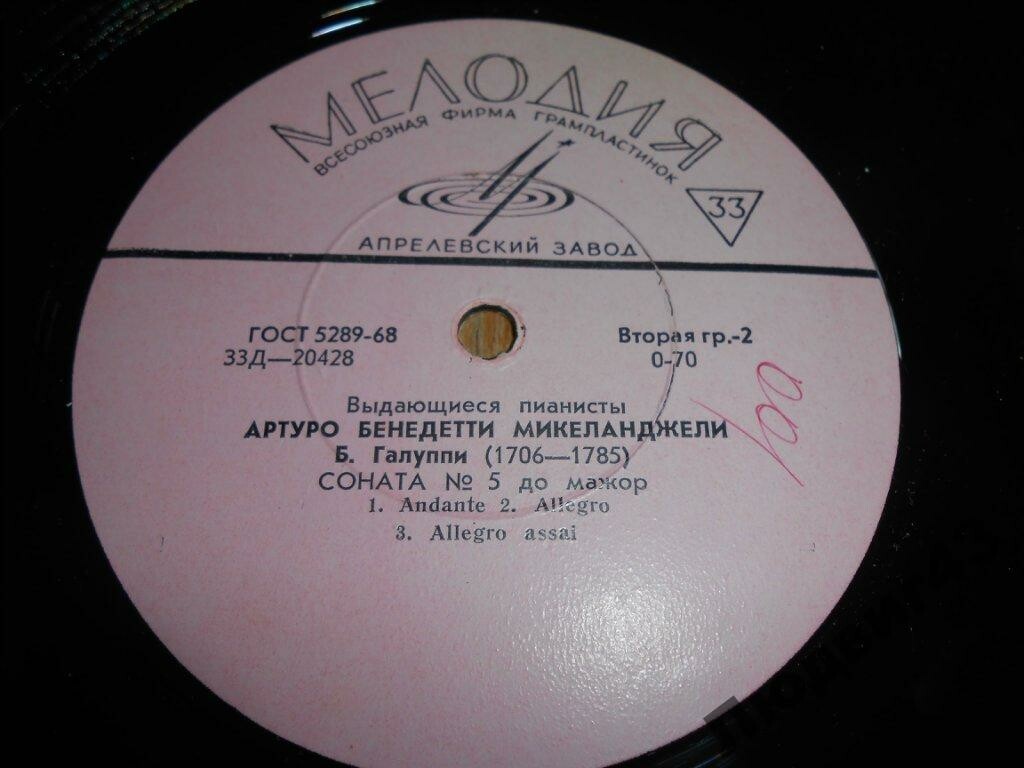 МЕЛОДИЯ
ВСЕСОЮЗНАЯ ФИРМА ГРАМПЛАСТИНОК
33
АПРЕЛЕВСКИЙ ЗАВОД
ГОСТ 5289-68
Вторая гр.-2
33Д—20428
0-70
Выдающиеся пианисты
АРТУРО БЕНЕДЕТТИ МИКЕЛАНДЖЕЛИ
Б. Галуппи (1706—1785)
СОНАТА № 5 до мажор
1. Andante 2. Allegro
3. Allegro assai